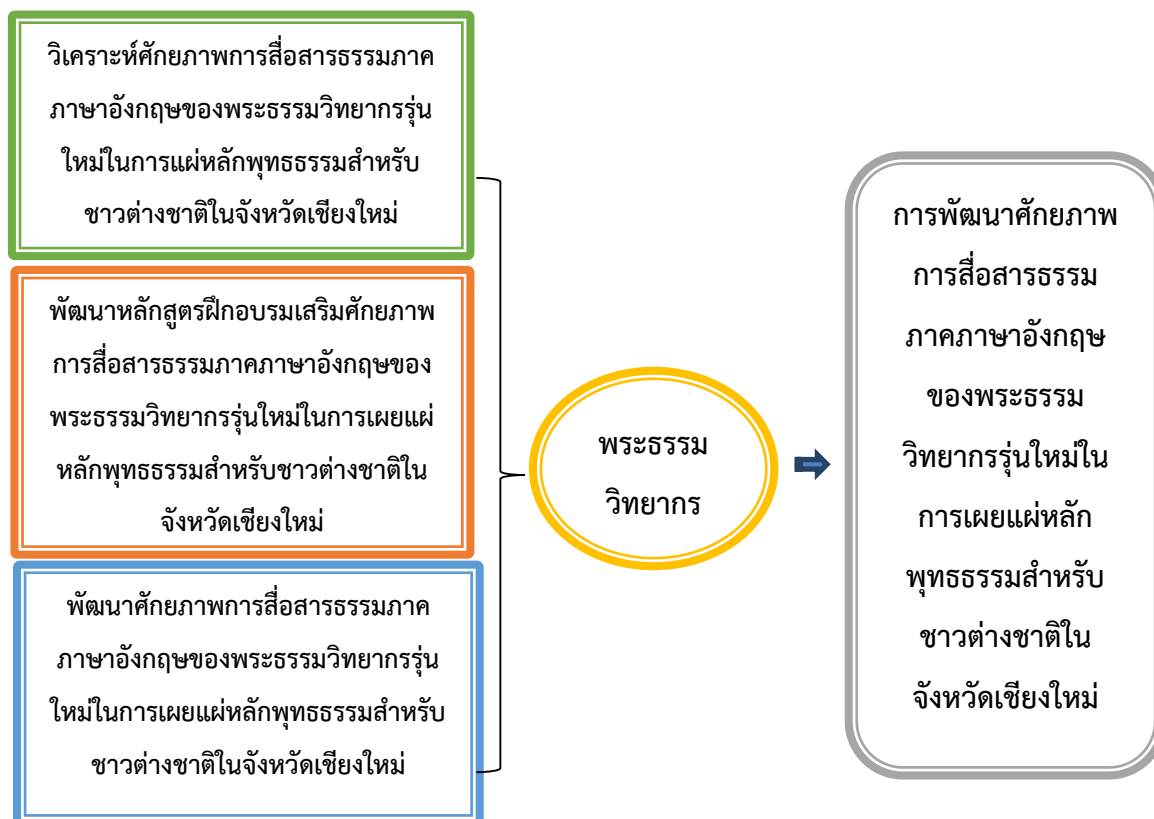 วิเคราะห์ศักยภาพการสื่อสารธรรมภาค
ภาษาอังกฤษของพระธรรมวิทยากรรุ่น
ใหม่ในการแผ่หลักพุทธธรรมสำหรับ
ชาวต่างชาติในจังหวัดเชียงใหม่
พัฒนาหลักสูตรฝึกอบรมเสริมศักยภาพ
การสื่อสารธรรมภาคภาษาอังกฤษของ
พระธรรมวิทยากรรุ่นใหม่ในการเผยแผ่
หลักพุทธธรรมสำหรับชาวต่างชาติใน
จังหวัดเชียงใหม่
พัฒนาศักยภาพการสื่อสารธรรมภาค
ภาษาอังกฤษของพระธรรมวิทยากรรุ่น
ใหม่ในการเผยแผ่หลักพุทธธรรมสำหรับ
ชาวต่างชาติในจังหวัดเชียงใหม่
พระธรรม
วิทยากร
การพัฒนาศักยภาพ
การสื่อสารธรรม
ภาคภาษาอังกฤษ
ของพระธรรม
วิทยากรรุ่นใหม่ใน
การเผยแผ่หลัก
พุทธธรรมสำหรับ
ชาวต่างชาติใน
จังหวัดเชียงใหม่